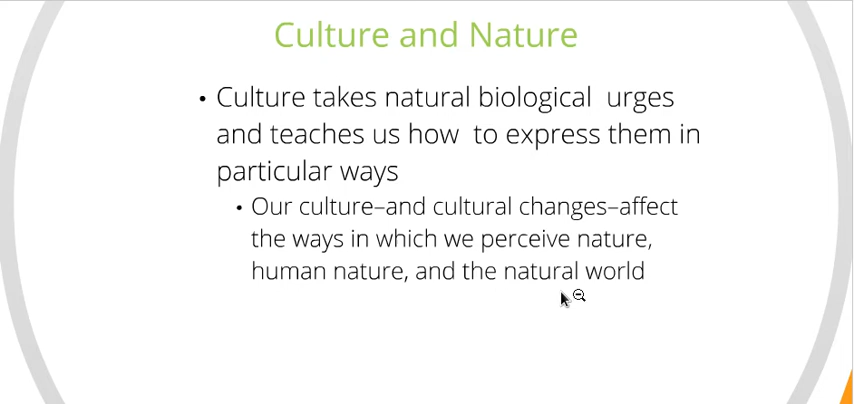 Culture and Nature
• Culture takes natural biological  urges
and teaches us how  to express them in
particular ways
• Our culture–and cultural changes–affect
the ways in which we perceive nature,
human nature, and the natural world